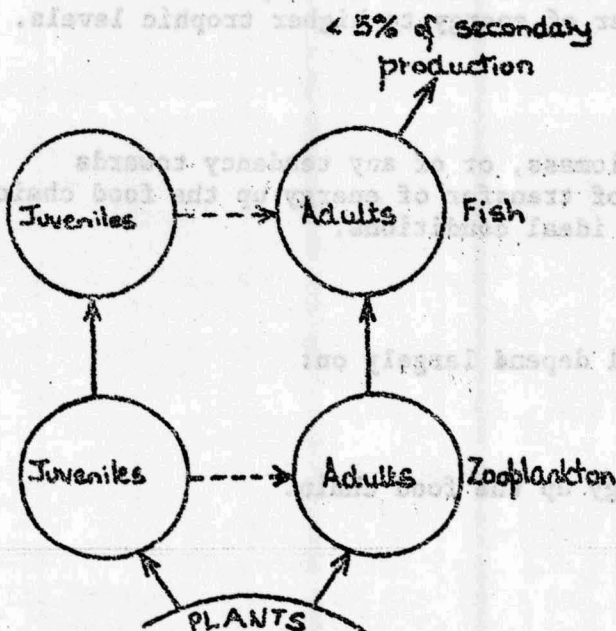 < 5% of secondary
production
Juveniles
Adults
Fish
Juveniles
Adults
Zooplankton
PLANTS